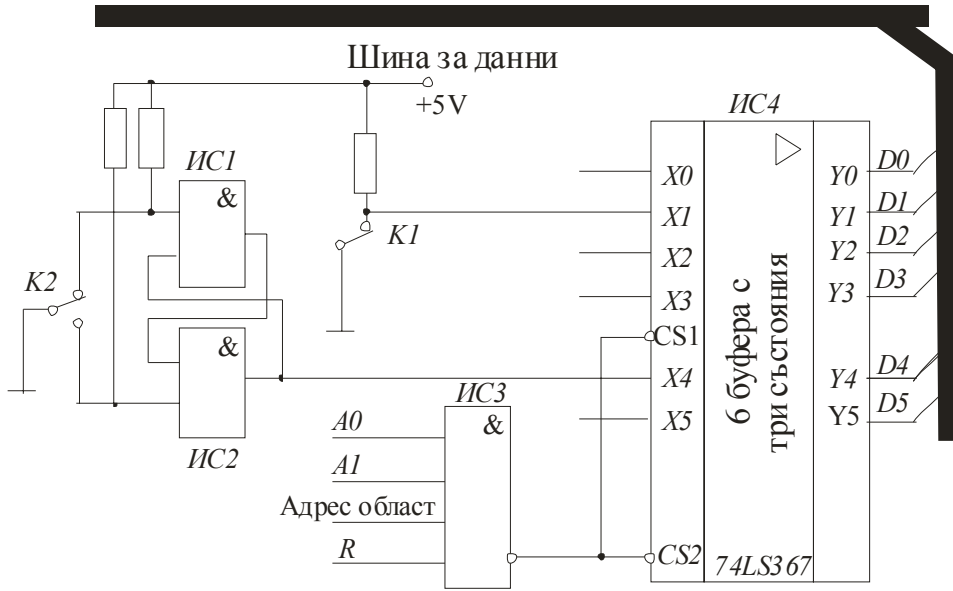 Шина за данни
+5V
ИС4
ИС1
&
K1
K2
&
ИС2
ИС3
&
A0
A1
Адрес област
R
X0
X1
X2
X3
CS1
X4
X5
CS2
6 буфера с
три състояния
74LS367
Y0
Y1
Y2
Y3
Y4
Y5
D0
D1
D2
D3
D4
D5